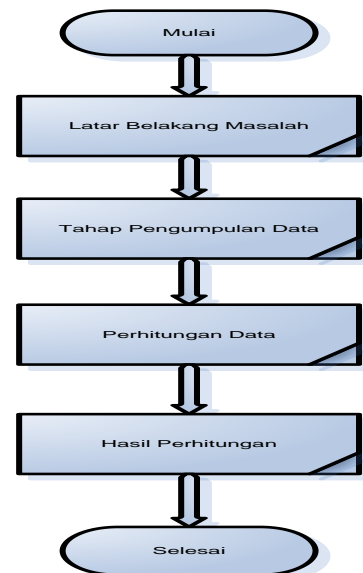 Mulai
Latar Belakang Masalah
Tahap Pengumpulan Data
Perhitungan Data
Hasil Perhitungan
Selesai